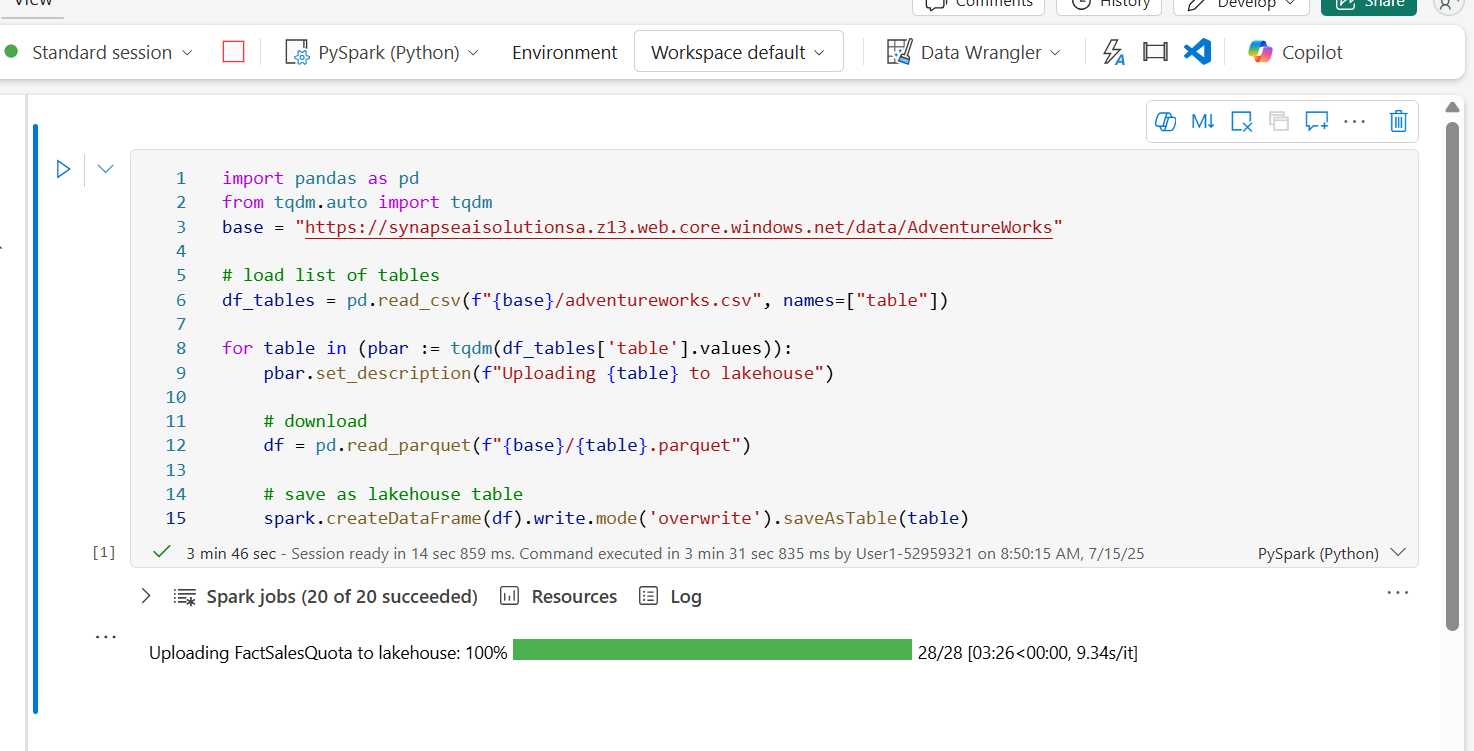 View
Comments History Develop Share
Standard session PySpark (Python) Environment Workspace default Data Wrangler Copilot
M↓
1 import pandas as pd
2 from tqdm.auto import tqdm
3 base = "https://synapseaisolutionsa.z13.web.core.windows.net/data/AdventureWorks"
4
5 # load list of tables
6 df_tables = pd.read_csv(f"{base}/adventureworks.csv", names=["table"])
7
8 for table in (pbar := tqdm(df_tables['table'].values)):
9     pbar.set_description(f"Uploading {table} to lakehouse")
10
11     # download
12     df = pd.read_parquet(f"{base}/{table}.parquet")
13
14     # save as lakehouse table
15     spark.createDataFrame(df).write.mode('overwrite').saveAsTable(table)
[1] 3 min 46 sec - Session ready in 14 sec 859 ms. Command executed in 3 min 31 sec 835 ms by User1-52959321 on 8:50:15 AM, 7/15/25 PySpark (Python)
Spark jobs (20 of 20 succeeded) Resources Log
Uploading FactSalesQuota to lakehouse: 100% 28/28 [03:26<00:00, 9.34s/it]